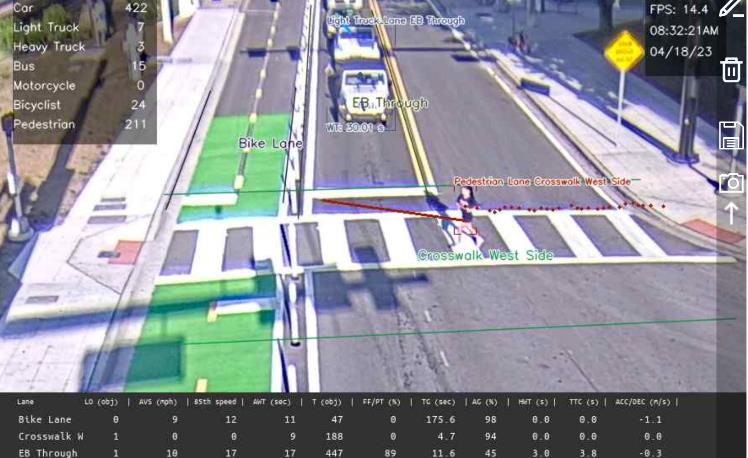 Car 422
Light Truck 7
Heavy Truck 3
Bus 15
Motorcycle 0
Bicyclist 24
Pedestrian 211
FPS: 14.4
08:32:21AM
04/18/23
Light Truck Lane EB Through
EB Through
WT: 30.01 s
Bike Lane
Pedestrian Lane Crosswalk West Side
Crosswalk West Side
Lane LO (obj) | AVS (mph) | 85th speed | AWT (sec) | T (obj) | FF/PT (%) | TG (sec) | AG (%) | HWT (s) | TTC (s) | ACC/DEC (m/s) |
Bike Lane 0 9 12 11 47 0 175.6 98 0.0 0.0 -1.1
Crosswalk W 1 0 0 9 188 0 4.7 94 0.0 0.0 0.0
EB Through 1 10 17 17 447 89 11.6 45 3.0 3.8 -0.3